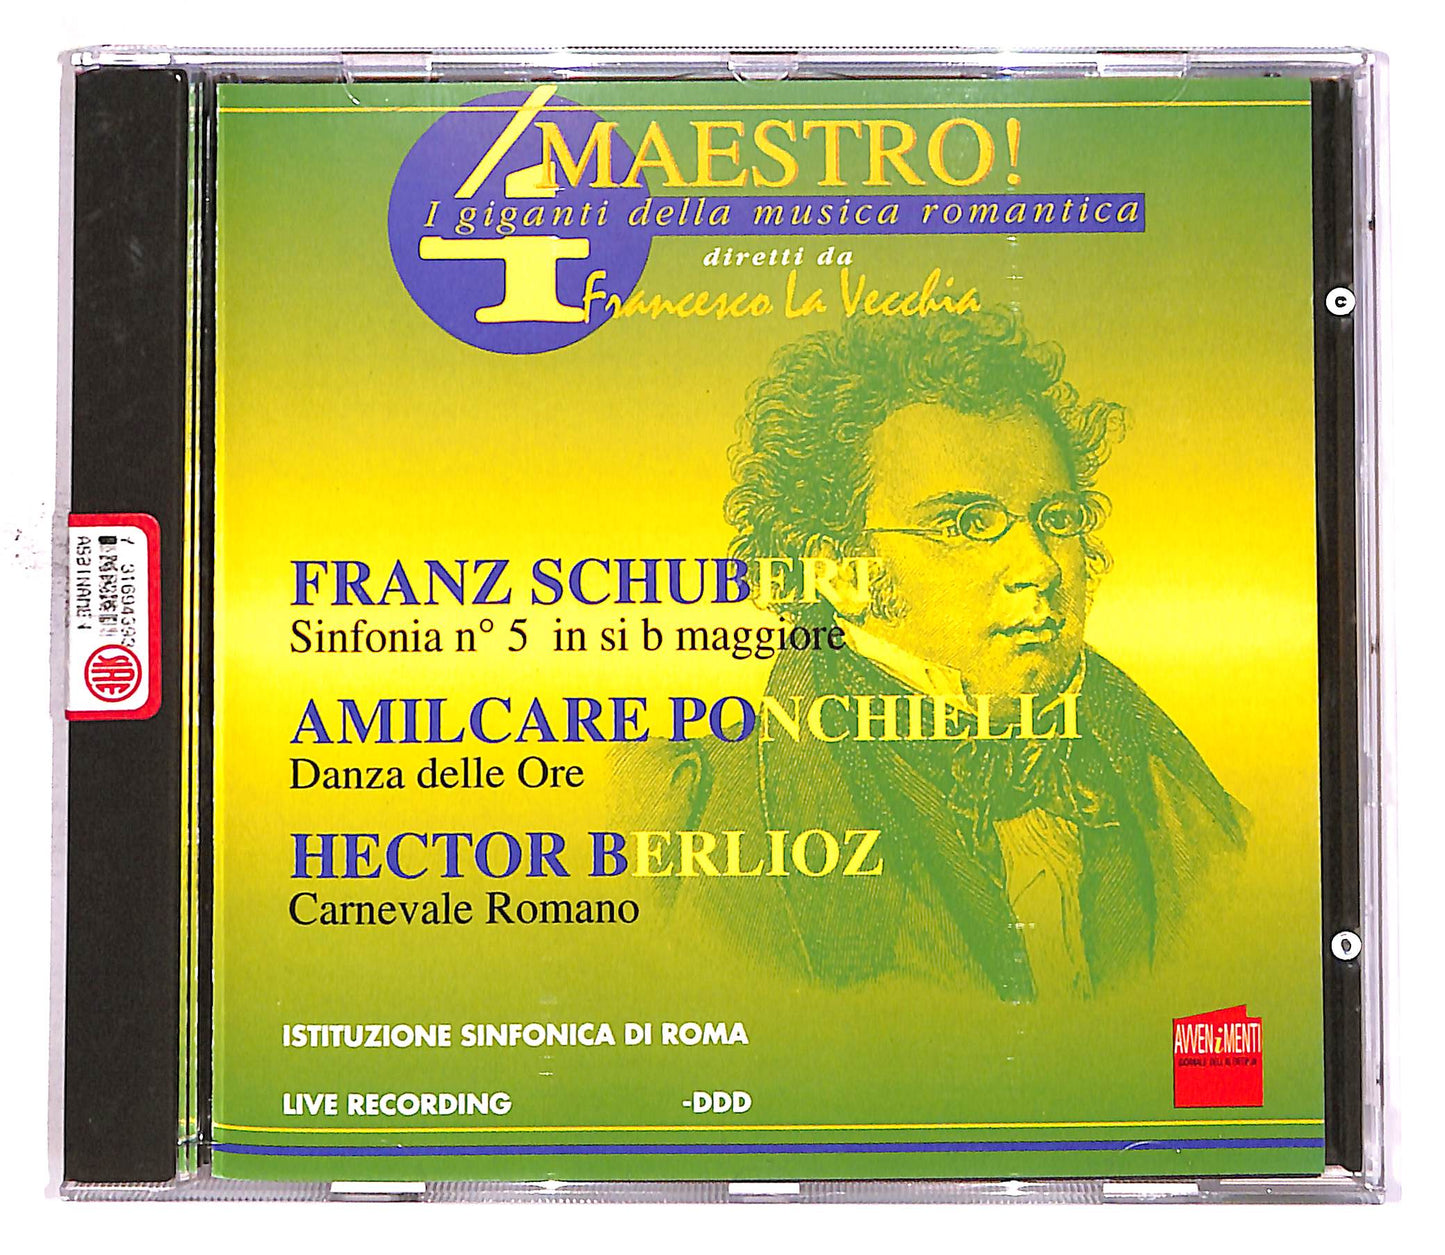 4 MAESTRO!
I giganti della musica romantica
diretti da
Francesco La Vecchia
FRANZ SCHUBERT
Sinfonia n° 5 in si b maggiore
AMILCARE PONCHIELLI
Danza delle Ore
HECTOR BERLIOZ
Carnevale Romano
ISTITUZIONE SINFONICA DI ROMA
LIVE RECORDING -DDD
AVVENiMENTI
SIAE
C